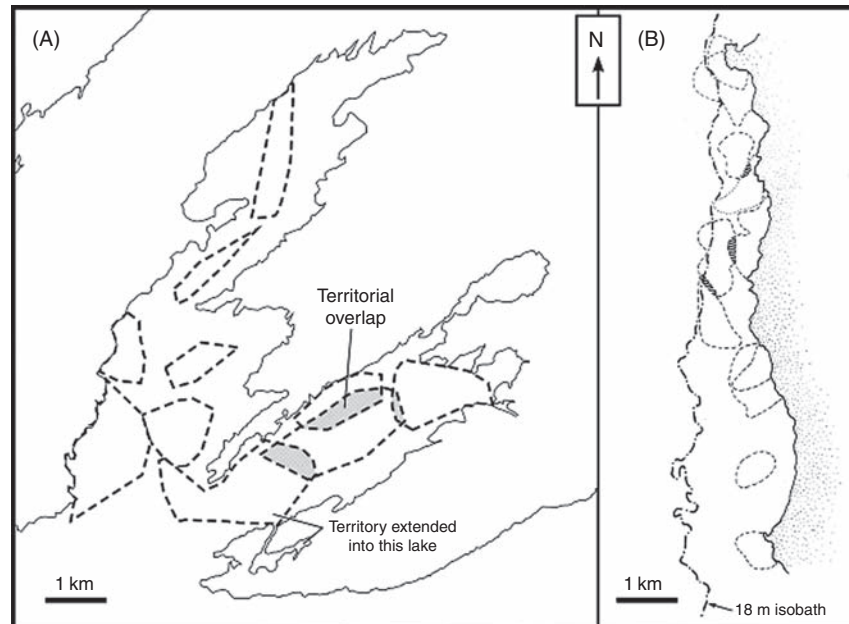 (A)
N
(B)
Territorial
overlap
Territory extended
into this lake
1 km
1 km
18 m isobath